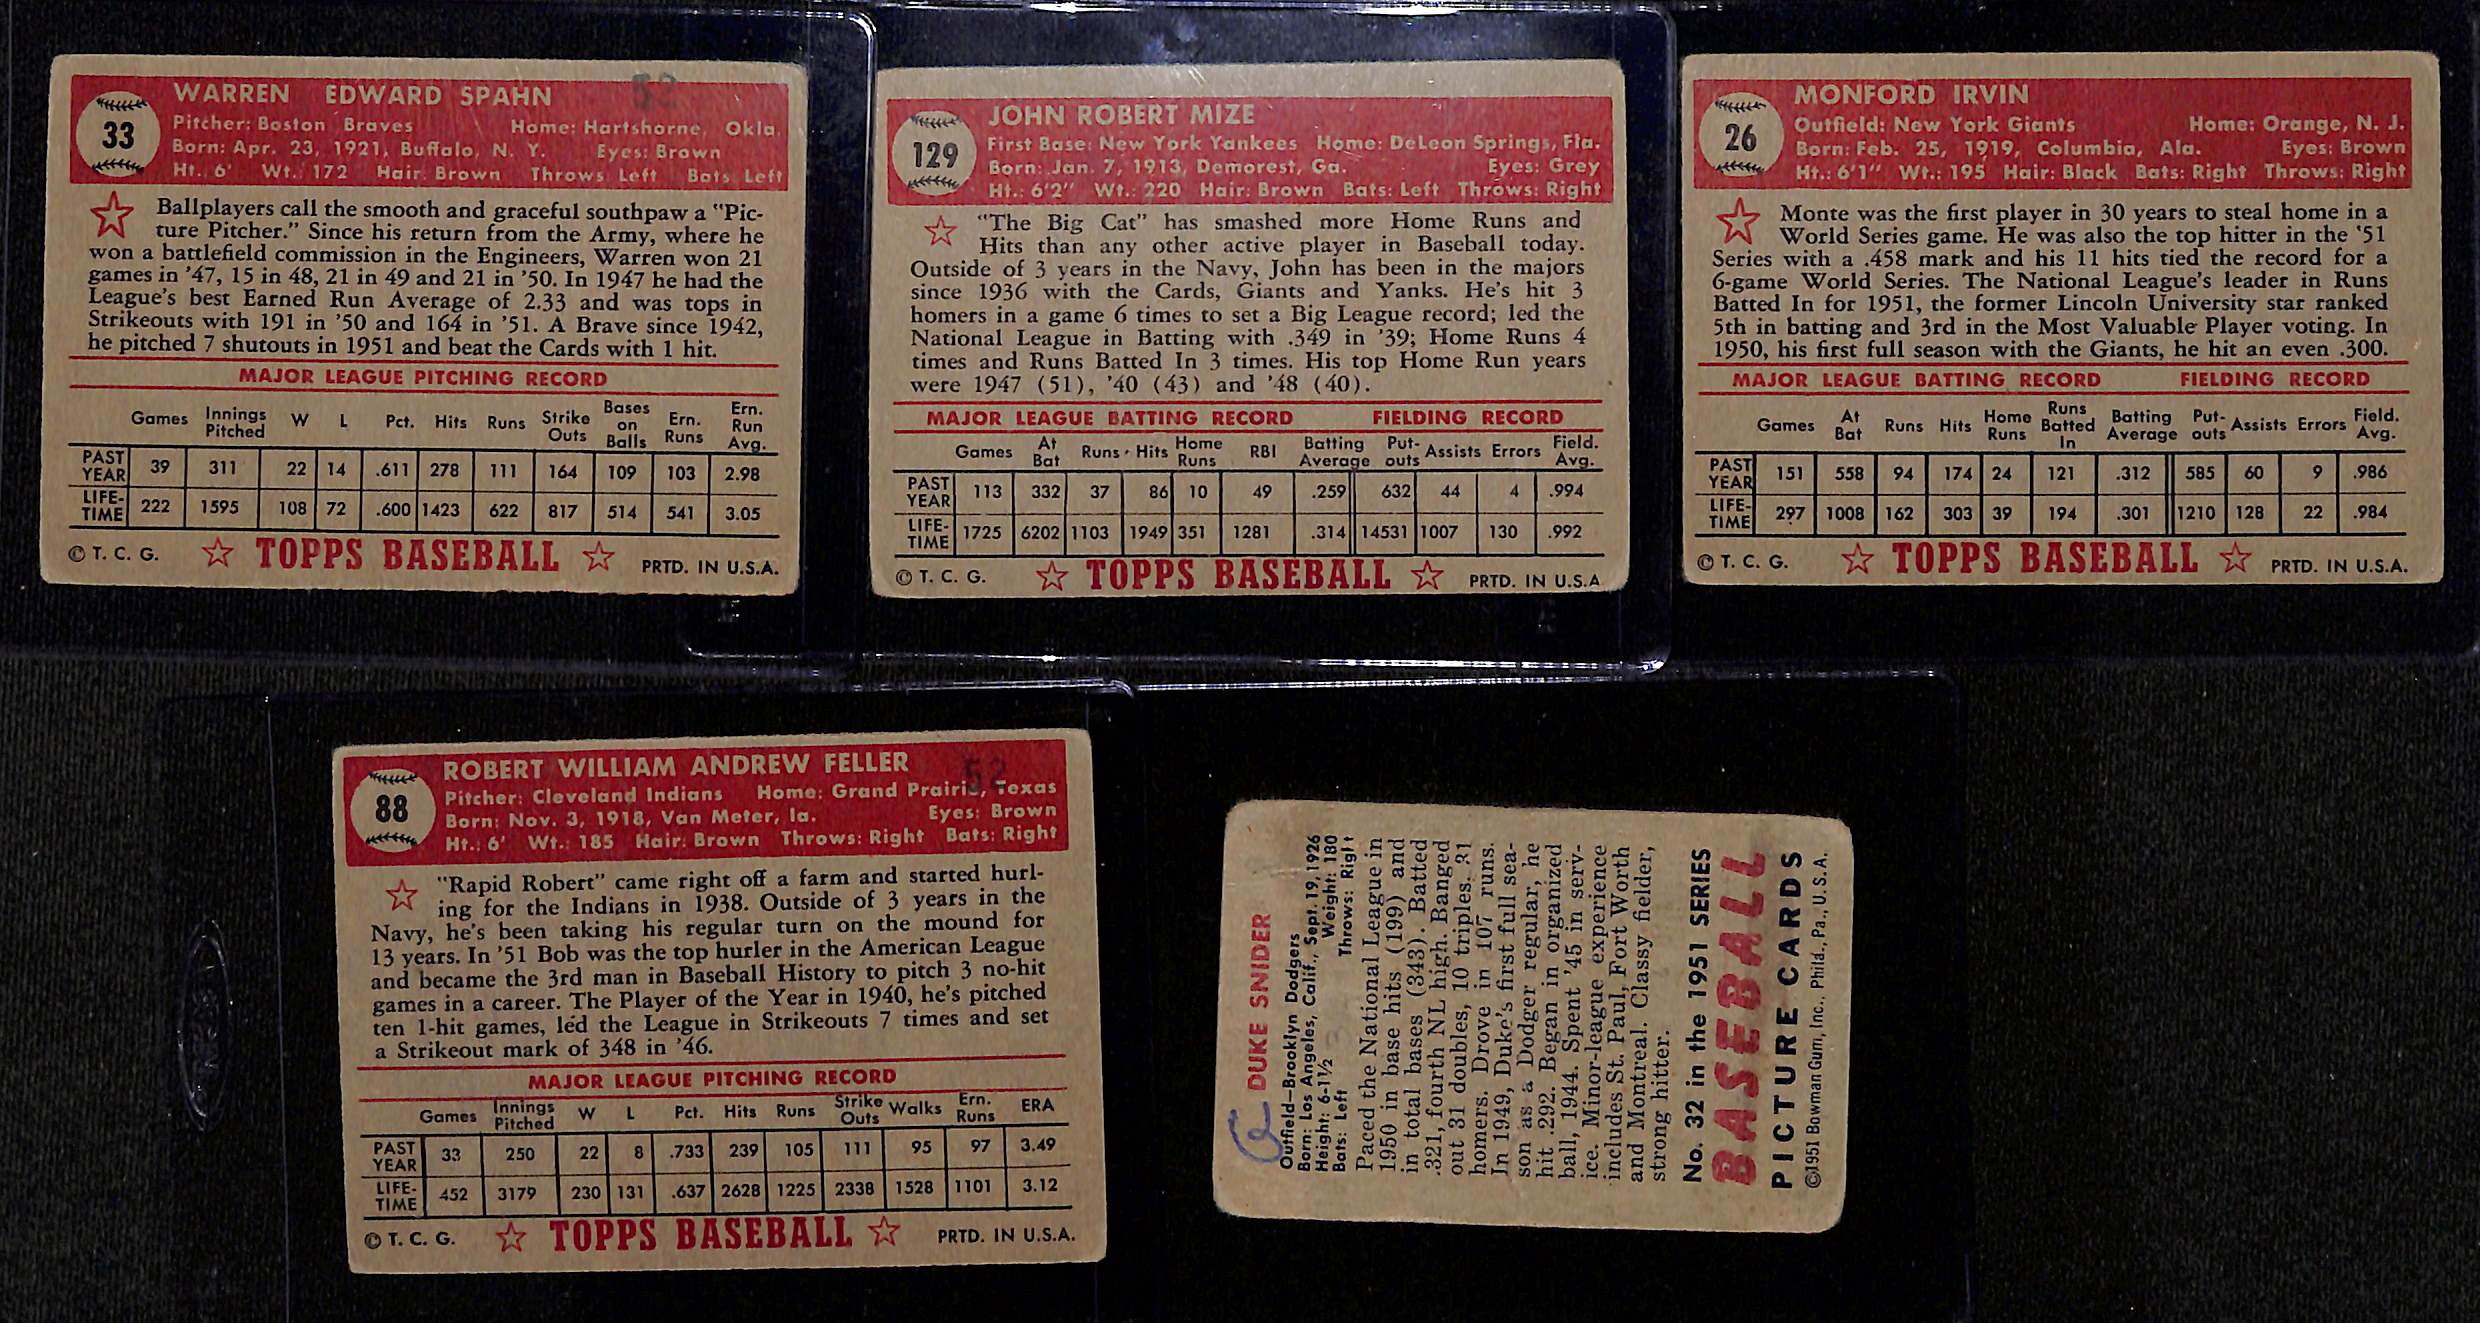 33
52
WARREN EDWARD SPAHN
Pitcher: Boston Braves Home: Hartshorne, Okla.
Born: Apr. 23, 1921, Buffalo, N. Y. Eyes: Brown
Ht.: 6' Wt.: 172 Hair: Brown Throws: Left Bats: Left
Ballplayers call the smooth and graceful southpaw a "Pic-
ture Pitcher." Since his return from the Army, where he
won a battlefield commission in the Engineers, Warren won 21
games in '47, 15 in 48, 21 in 49 and 21 in '50. In 1947 he had the
League's best Earned Run Average of 2.33 and was tops in
Strikeouts with 191 in '50 and 164 in '51. A Brave since 1942,
he pitched 7 shutouts in 1951 and beat the Cards with 1 hit.
MAJOR LEAGUE PITCHING RECORD
Games Innings Pitched W L Pct. Hits Runs Strike Outs Bases on Balls Ern. Runs Ern. Run Avg.
PAST YEAR 39 311 22 14 .611 278 111 164 109 103 2.98
LIFE-TIME 222 1595 108 72 .600 1423 622 817 514 541 3.05
© T. C. G. TOPPS BASEBALL PRTD. IN U.S.A.
129
JOHN ROBERT MIZE
First Base: New York Yankees Home: DeLeon Springs, Fla.
Born: Jan. 7, 1913, Demorest, Ga. Eyes: Grey
Ht.: 6'2" Wt.: 220 Hair: Brown Bats: Left Throws: Right
"The Big Cat" has smashed more Home Runs and
Hits than any other active player in Baseball today.
Outside of 3 years in the Navy, John has been in the majors
since 1936 with the Cards, Giants and Yanks. He's hit 3
homers in a game 6 times to set a Big League record; led the
National League in Batting with .349 in '39; Home Runs 4
times and Runs Batted In 3 times. His top Home Run years
were 1947 (51), '40 (43) and '48 (40).
MAJOR LEAGUE BATTING RECORD FIELDING RECORD
Games At Bat Runs Hits Home Runs RBI Batting Average Put-outs Assists Errors Field. Avg.
PAST YEAR 113 332 37 86 10 49 .259 632 44 4 .994
LIFE-TIME 1725 6202 1103 1949 351 1281 .314 14531 1007 130 .992
© T. C. G. TOPPS BASEBALL PRTD. IN U.S.A
26
MONFORD IRVIN
Outfield: New York Giants Home: Orange, N. J.
Born: Feb. 25, 1919, Columbia, Ala. Eyes: Brown
Ht.: 6'1" Wt.: 195 Hair: Black Bats: Right Throws: Right
Monte was the first player in 30 years to steal home in a
World Series game. He was also the top hitter in the '51
Series with a .458 mark and his 11 hits tied the record for a
6-game World Series. The National League's leader in Runs
Batted In for 1951, the former Lincoln University star ranked
5th in batting and 3rd in the Most Valuable Player voting. In
1950, his first full season with the Giants, he hit an even .300.
MAJOR LEAGUE BATTING RECORD FIELDING RECORD
Games At Bat Runs Hits Home Runs Runs Batted In Batting Average Put-outs Assists Errors Field. Avg.
PAST YEAR 151 558 94 174 24 121 .312 585 60 9 .986
LIFE-TIME 297 1008 162 303 39 194 .301 1210 128 22 .984
© T. C. G. TOPPS BASEBALL PRTD. IN U.S.A.
88
52
ROBERT WILLIAM ANDREW FELLER
Pitcher: Cleveland Indians Home: Grand Prairie, Texas
Born: Nov. 3, 1918, Van Meter, Ia. Eyes: Brown
Ht.: 6' Wt.: 185 Hair: Brown Throws: Right Bats: Right
"Rapid Robert" came right off a farm and started hurl-
ing for the Indians in 1938. Outside of 3 years in the
Navy, he's been taking his regular turn on the mound for
13 years. In '51 Bob was the top hurler in the American League
and became the 3rd man in Baseball History to pitch 3 no-hit
games in a career. The Player of the Year in 1940, he's pitched
ten 1-hit games, led the League in Strikeouts 7 times and set
a Strikeout mark of 348 in '46.
MAJOR LEAGUE PITCHING RECORD
Games Innings Pitched W L Pct. Hits Runs Strike Outs Walks Ern. Runs ERA
PAST YEAR 33 250 22 8 .733 239 105 111 95 97 3.49
LIFE-TIME 452 3179 230 131 .637 2628 1225 2338 1528 1101 3.12
© T. C. G. TOPPS BASEBALL PRTD. IN U.S.A.
DUKE SNIDER
Outfield—Brooklyn Dodgers
Born: Los Angeles, Calif., Sept. 19, 1926
Height: 6-1½ Weight: 180
Bats: Left Throws: Right
Paced the National League in
1950 in base hits (199) and
in total bases (343). Batted
.321, fourth NL high. Banged
out 31 doubles, 10 triples. 31
homers. Drove in 107 runs.
In 1949, Duke's first full sea-
son as a Dodger regular, he
hit .292. Began in organized
ball, 1944. Spent '45 in serv-
ice. Minor-league experience
includes St. Paul, Fort Worth
and Montreal. Classy fielder,
strong hitter.
No. 32 in the 1951 SERIES
BASEBALL
PICTURE CARDS
©1951 Bowman Gum, Inc., Phila., Pa., U.S.A.